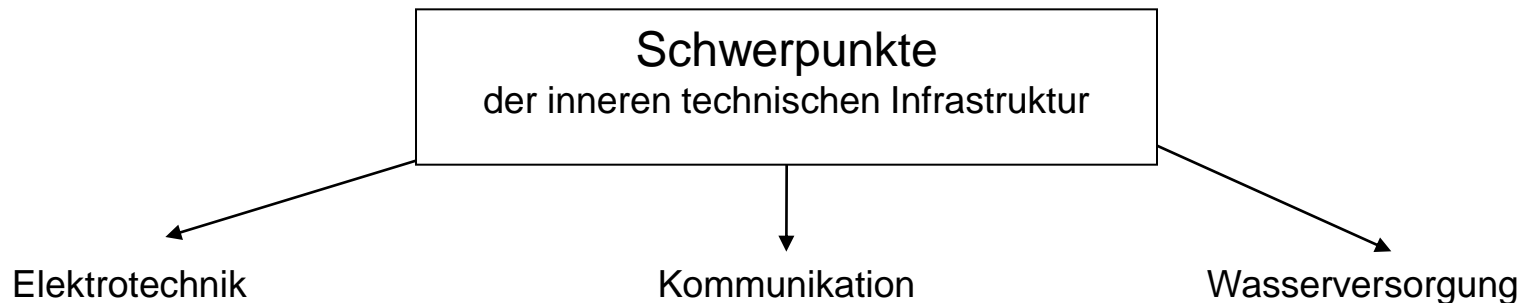 Schwerpunkte
der inneren technischen Infrastruktur
Elektrotechnik
Kommunikation
Wasserversorgung